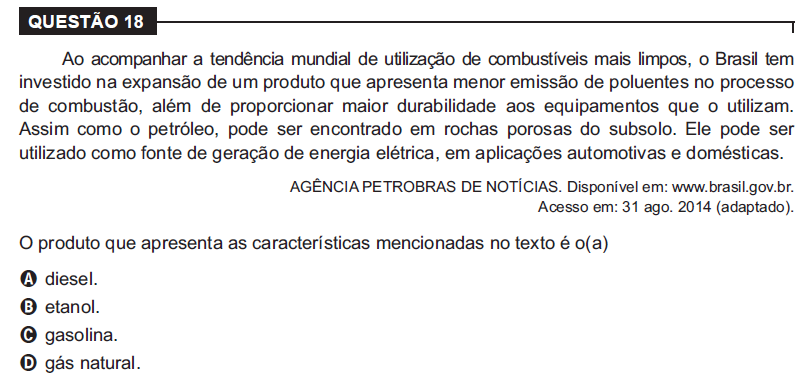 QUESTÃO 18
Ao acompanhar a tendência mundial de utilização de combustíveis mais limpos, o Brasil tem
investido na expansão de um produto que apresenta menor emissão de poluentes no processo
de combustão, além de proporcionar maior durabilidade aos equipamentos que o utilizam.
Assim como o petróleo, pode ser encontrado em rochas porosas do subsolo. Ele pode ser
utilizado como fonte de geração de energia elétrica, em aplicações automotivas e domésticas.
AGÊNCIA PETROBRAS DE NOTÍCIAS. Disponível em: www.brasil.gov.br.
Acesso em: 31 ago. 2014 (adaptado).
O produto que apresenta as características mencionadas no texto é o(a)
A diesel.
B etanol.
C gasolina.
D gás natural.